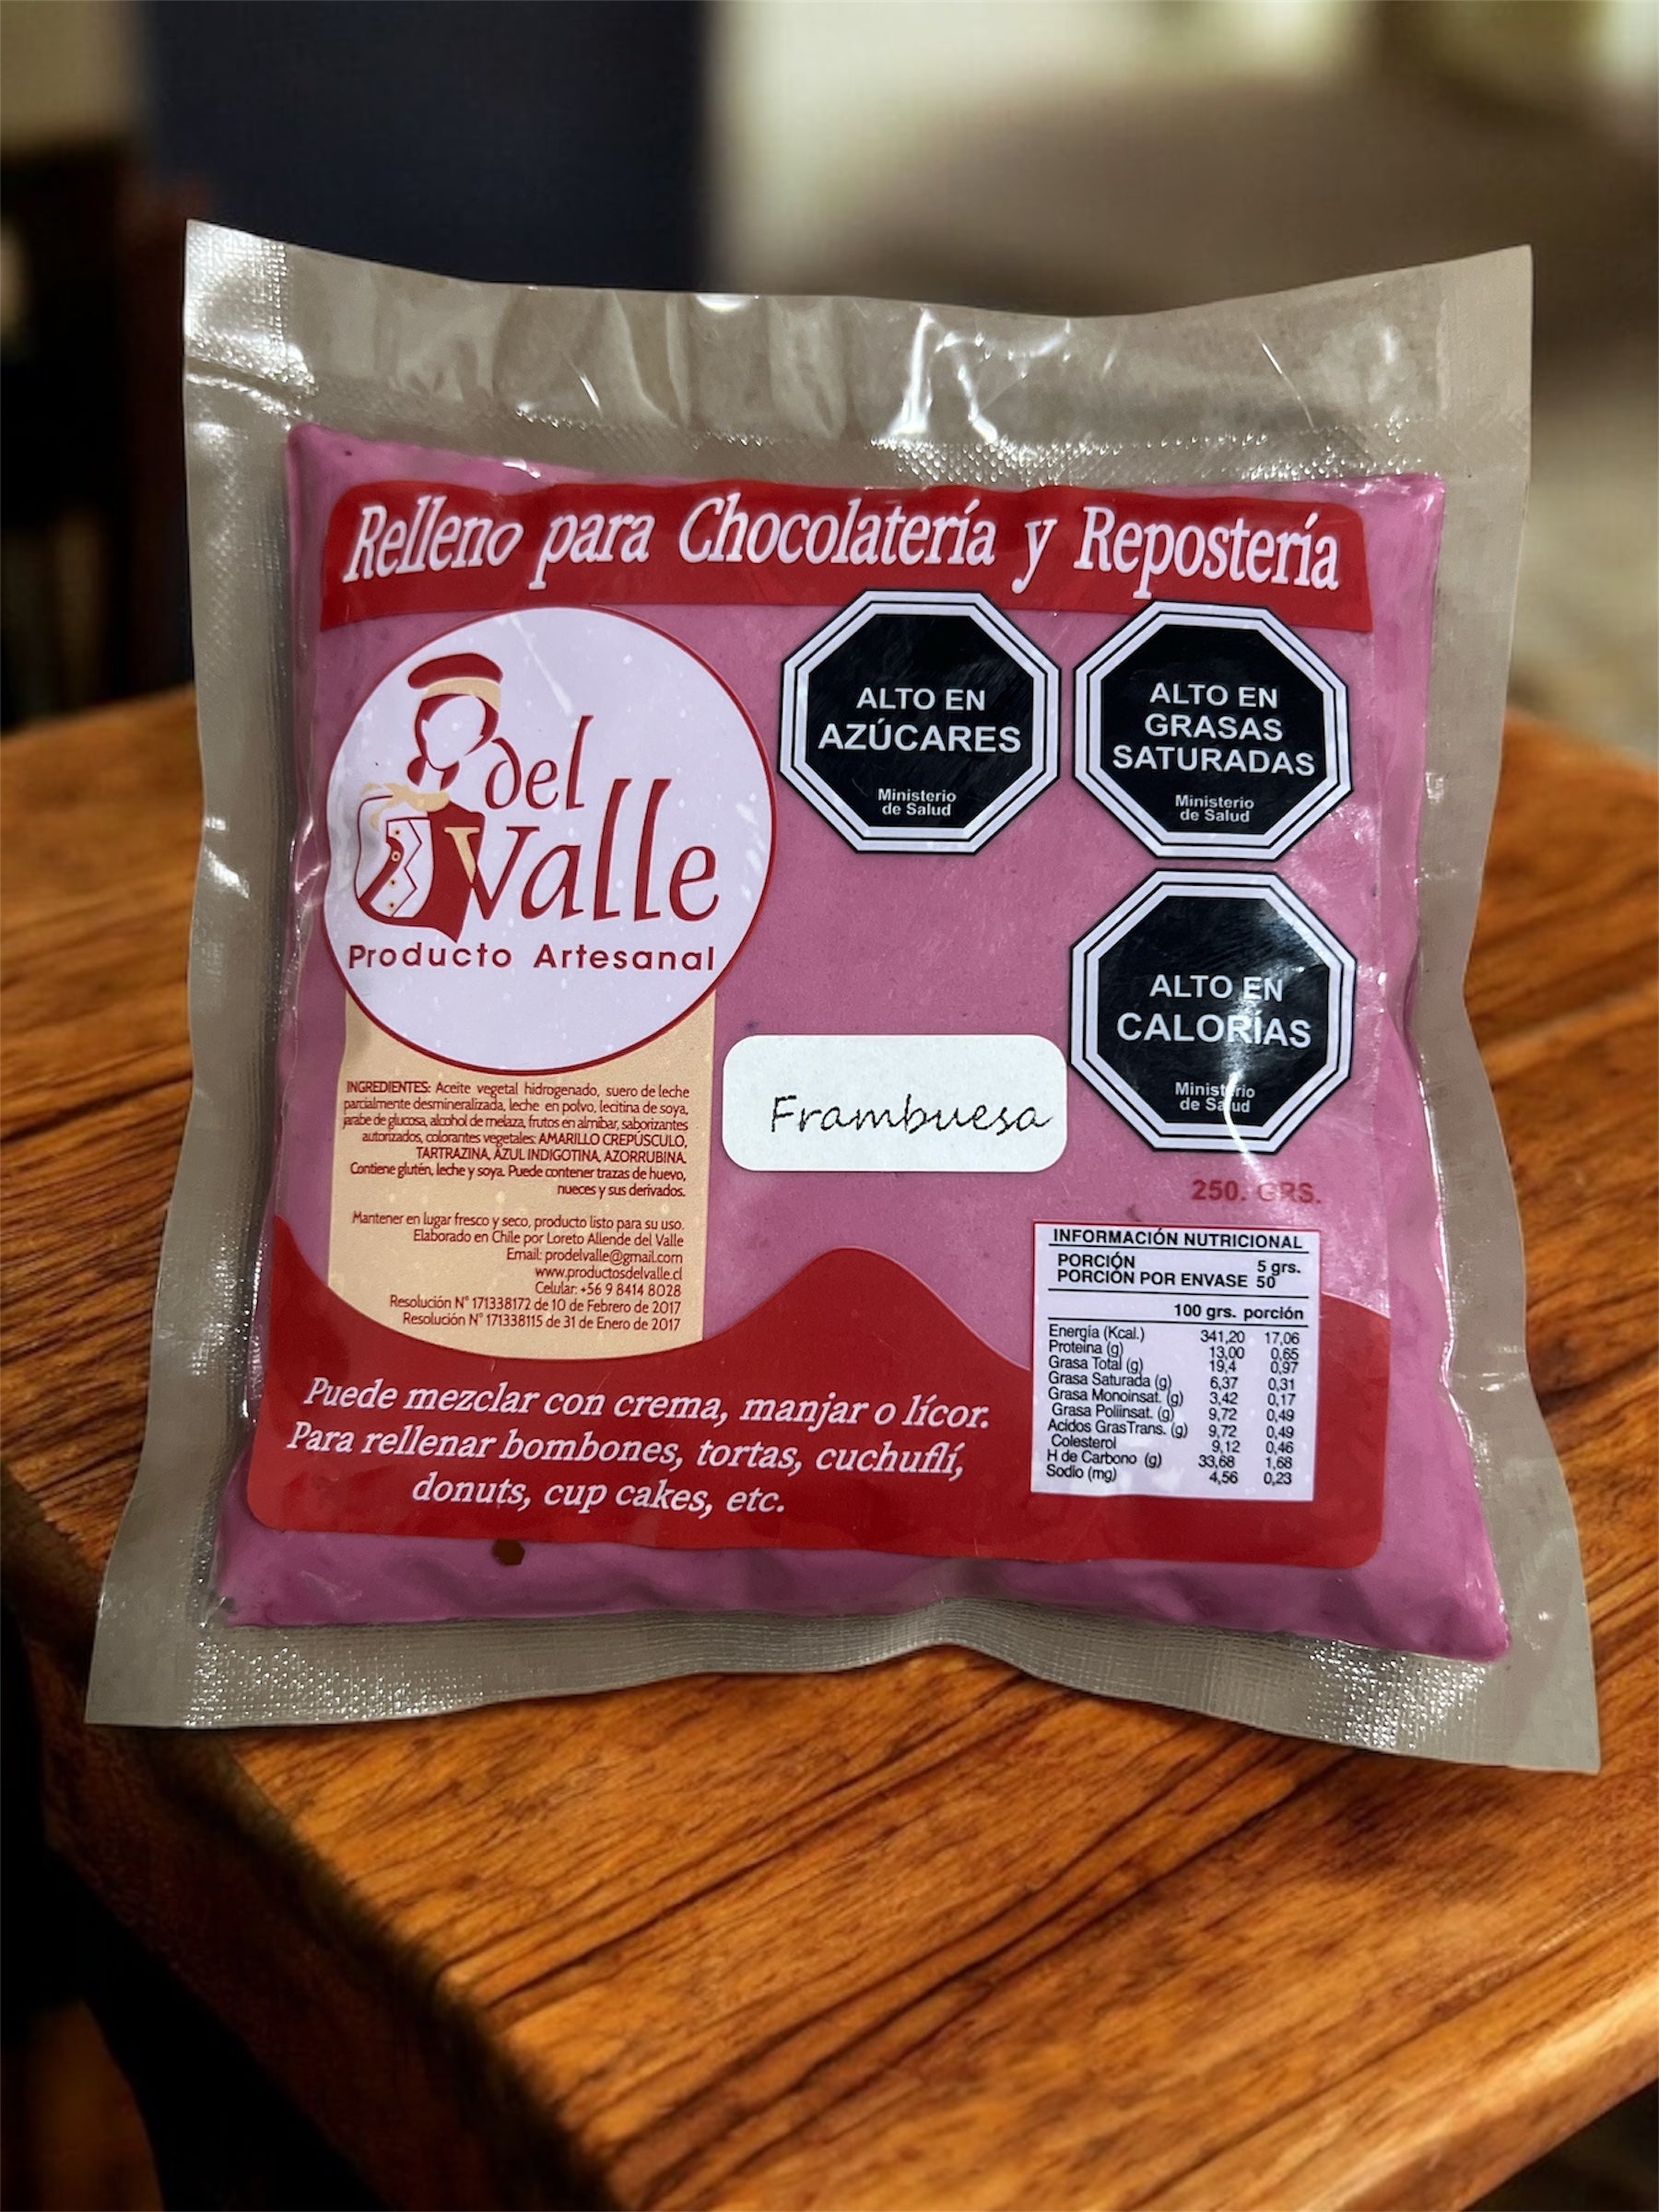 Relleno para Chocolatería y Repostería
del
Valle
Producto Artesanal
ALTO EN
AZÚCARES
Ministerio
de Salud
ALTO EN
GRASAS
SATURADAS
Ministerio
de Salud
ALTO EN
CALORÍAS
Ministerio
de Salud
Frambuesa
250. GRS.
INGREDIENTES: Aceite vegetal hidrogenado, suero de leche
parcialmente desmineralizada, leche en polvo, lecitina de soya,
jarabe de glucosa, alcohol de melaza, frutos en almibar, saborizantes
autorizados, colorantes vegetales: AMARILLO CREPÚSCULO,
TARTRAZINA, AZUL INDIGOTINA, AZORRUBINA.
Contiene glutén, leche y soya. Puede contener trazas de huevo,
nueces y sus derivados.
Mantener en lugar fresco y seco, producto listo para su uso.
Elaborado en Chile por Loreto Allende del Valle
Email: prodelvalle@gmail.com
www.productosdelvalle.cl
Celular: +56 9 8414 8028
Resolución N° 171338172 de 10 de Febrero de 2017
Resolución N° 171338115 de 31 de Enero de 2017
INFORMACIÓN NUTRICIONAL
PORCIÓN 5 grs.
PORCIÓN POR ENVASE 50
100 grs. porción
Energía (Kcal.) 341,20 17,06
Proteína (g) 13,00 0,65
Grasa Total (g) 19,4 0,97
Grasa Saturada (g) 6,37 0,31
Grasa Monoinsat. (g) 3,42 0,17
Grasa Poliinsat. (g) 9,72 0,49
Acidos GrasTrans. (g) 9,72 0,49
Colesterol 9,12 0,46
H de Carbono (g) 33,68 1,68
Sodio (mg) 4,56 0,23
Puede mezclar con crema, manjar o lícor.
Para rellenar bombones, tortas, cuchuflí,
donuts, cup cakes, etc.